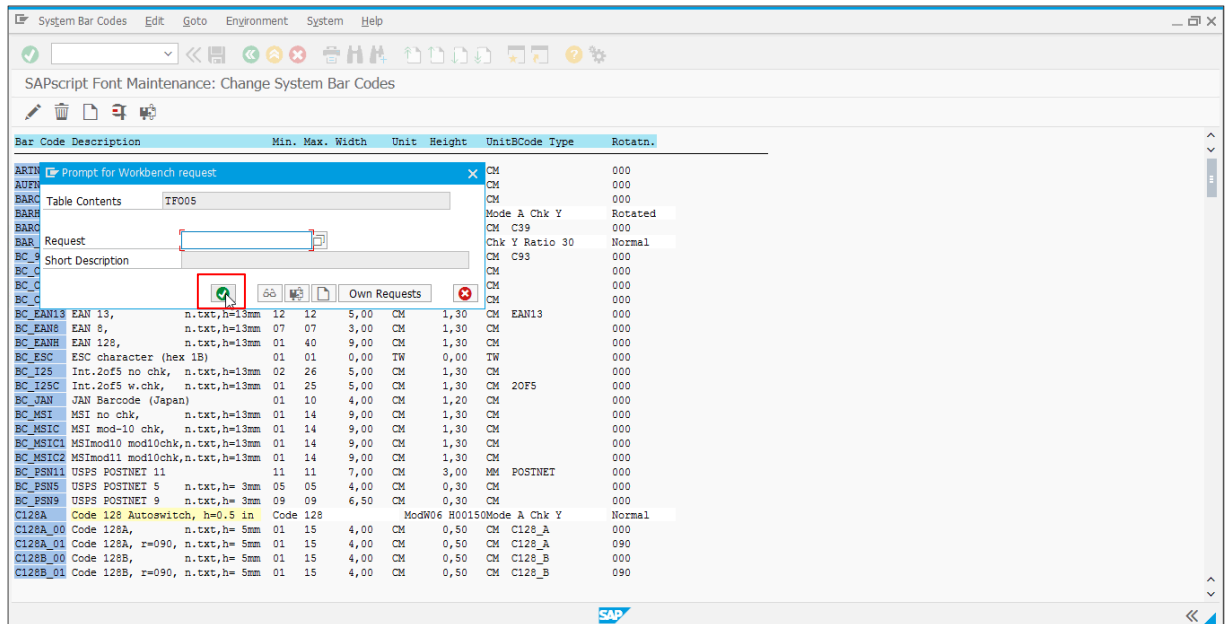 System Bar Codes Edit Goto Environment System Help
SAPscript Font Maintenance: Change System Bar Codes
Bar Code Description Min. Max. Width Unit Height UnitBCode Type Rotatn.
ARTN CM 000
Prompt for Workbench request
AUFN CM 000
BARC CM 000
Table Contents TFO05
BARH Mode A Chk Y Rotated
BARC CM C39 000
BAR_ Chk Y Ratio 30 Normal
Request
BC_9 CM C93 000
Short Description
BC_C CM 000
BC_C CM 000
BC_C CM 000
Own Requests
BC_EAN13 EAN 13, n.txt,h=13mm 12 12 5,00 CM 1,30 CM EAN13 000
BC_EAN8 EAN 8, n.txt,h=13mm 07 07 3,00 CM 1,30 CM 000
BC_EANH EAN 128, n.txt,h=13mm 01 40 9,00 CM 1,30 CM 000
BC_ESC ESC character (hex 1B) 01 01 0,00 TW 0,00 TW 000
BC_I25 Int.2of5 no chk, n.txt,h=13mm 02 26 5,00 CM 1,30 CM 000
BC_I25C Int.2of5 w.chk, n.txt,h=13mm 01 25 5,00 CM 1,30 CM 2OF5 000
BC_JAN JAN Barcode (Japan) 01 10 4,00 CM 1,20 CM 000
BC_MSI MSI no chk, n.txt,h=13mm 01 14 9,00 CM 1,30 CM 000
BC_MSIC MSI mod-10 chk, n.txt,h=13mm 01 14 9,00 CM 1,30 CM 000
BC_MSIC1 MSImod10 mod10chk,n.txt,h=13mm 01 14 9,00 CM 1,30 CM 000
BC_MSIC2 MSImod11 mod10chk,n.txt,h=13mm 01 14 9,00 CM 1,30 CM 000
BC_PSN11 USPS POSTNET 11 11 11 7,00 CM 3,00 MM POSTNET 000
BC_PSN5 USPS POSTNET 5 n.txt,h= 3mm 05 05 4,00 CM 0,30 CM 000
BC_PSN9 USPS POSTNET 9 n.txt,h= 3mm 09 09 6,50 CM 0,30 CM 000
C128A Code 128 Autoswitch, h=0.5 in Code 128 ModW06 H00150Mode A Chk Y Normal
C128A_00 Code 128A, n.txt,h= 5mm 01 15 4,00 CM 0,50 CM C128_A 000
C128A_01 Code 128A, r=090, n.txt,h= 5mm 01 15 4,00 CM 0,50 CM C128_A 090
C128B_00 Code 128B, n.txt,h= 5mm 01 15 4,00 CM 0,50 CM C128_B 000
C128B_01 Code 128B, r=090, n.txt,h= 5mm 01 15 4,00 CM 0,50 CM C128_B 090
SAP